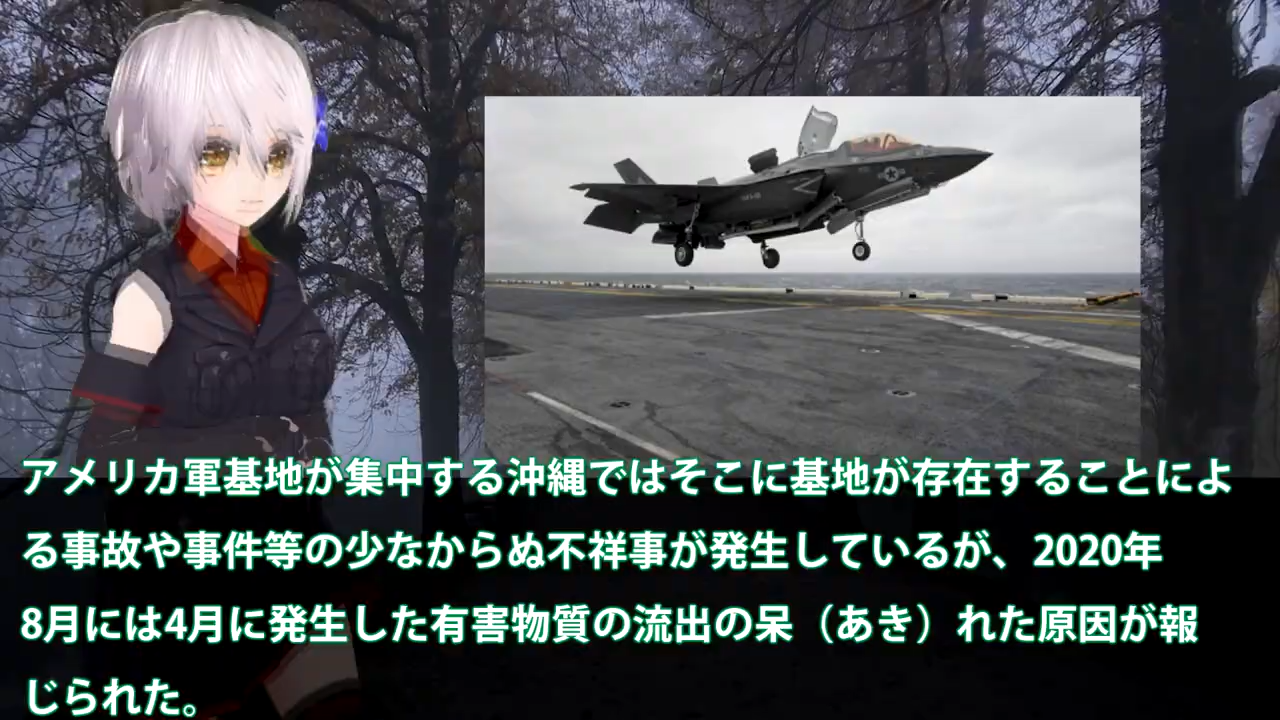 アメリカ軍基地が集中する沖縄ではそこに基地が存在することによ
る事故や事件等の少なからぬ不祥事が発生しているが、2020年
8月には4月に発生した有害物質の流出の呆（あき）れた原因が報
じられた。